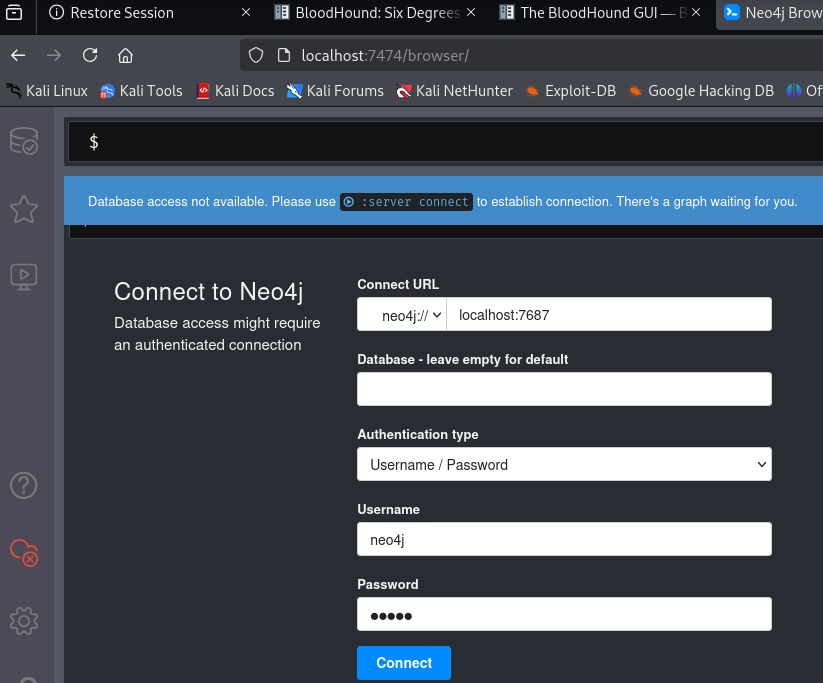 Restore Session
BloodHound: Six Degrees
The BloodHound GUI — B
Neo4j Brow
localhost:7474/browser/
Kali Linux
Kali Tools
Kali Docs
Kali Forums
Kali NetHunter
Exploit-DB
Google Hacking DB
Of
$
Database access not available. Please use :server connect to establish connection. There's a graph waiting for you.
Connect to Neo4j
Database access might require
an authenticated connection
Connect URL
neo4j://
localhost:7687
Database - leave empty for default
Authentication type
Username / Password
Username
neo4j
Password
•••••
Connect